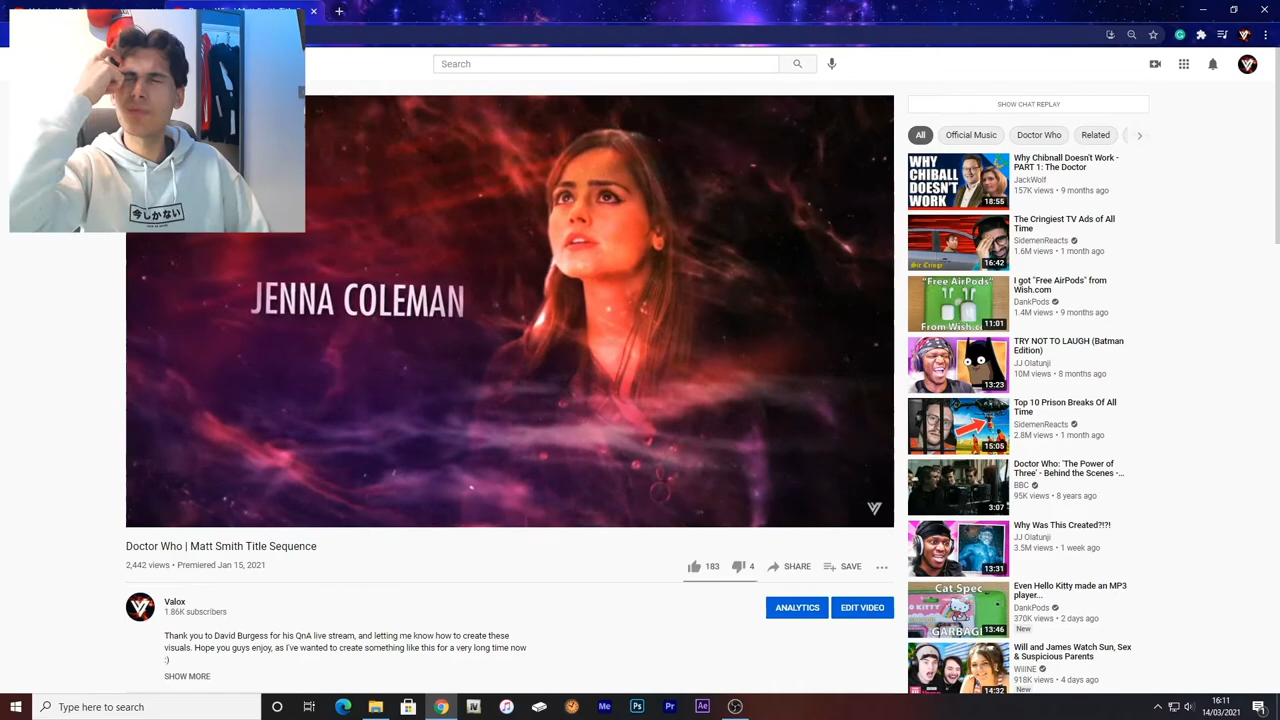 Search
今しかない
JENNA COLEMAN
Doctor Who | Matt Smith Title Sequence
2,442 views • Premiered Jan 15, 2021
183
4
SHARE
SAVE
Valox
1.86K subscribers
ANALYTICS
EDIT VIDEO
Thank you to David Burgess for his QnA live stream, and letting me know how to create these
visuals. Hope you guys enjoy, as I've wanted to create something like this for a very long time now
:)
SHOW MORE
SHOW CHAT REPLAY
All
Official Music
Doctor Who
Related
WHY
CHIBALL
DOESN'T
WORK
18:55
Why Chibnall Doesn't Work -
PART 1: The Doctor
JackWolf
157K views • 9 months ago
Sir Cringe
16:42
The Cringiest TV Ads of All
Time
SidemenReacts
1.6M views • 1 month ago
"Free AirPods"
From Wish.co
11:01
I got "Free AirPods" from
Wish.com
DankPods
1.4M views • 9 months ago
13:23
TRY NOT TO LAUGH (Batman
Edition)
JJ Olatunji
10M views • 8 months ago
15:05
Top 10 Prison Breaks Of All
Time
SidemenReacts
2.8M views • 1 month ago
3:07
Doctor Who: 'The Power of
Three' - Behind the Scenes -...
BBC
95K views • 8 years ago
13:31
Why Was This Created?!?!
JJ Olatunji
3.5M views • 1 week ago
Cat Spec
GARBAG
13:46
Even Hello Kitty made an MP3
player...
DankPods
370K views • 2 days ago
New
14:32
Will and James Watch Sun, Sex
& Suspicious Parents
WillNE
918K views • 4 days ago
New
Type here to search
Me
Ps
Pr
Ae
16:11
14/03/2021